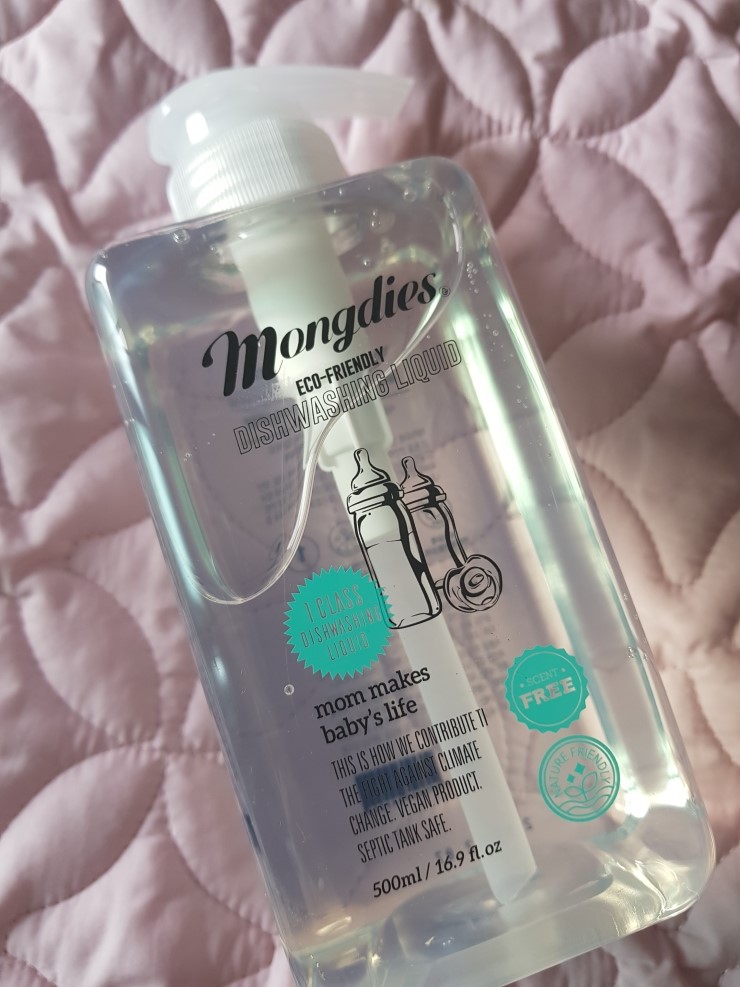 Mongdies
ECO-FRIENDLY
DISHWASHING LIQUID
1 CLASS
DISHWASHING
LIQUID
mom makes
baby's life
THIS IS HOW WE CONTRIBUTE T
THE FIGHT AGAINST CLIMATE
CHANGE. VEGAN PRODUCT.
SEPTIC TANK SAFE.
500ml / 16.9 fl.oz
SCENT
FREE
NATURE FRIENDLY